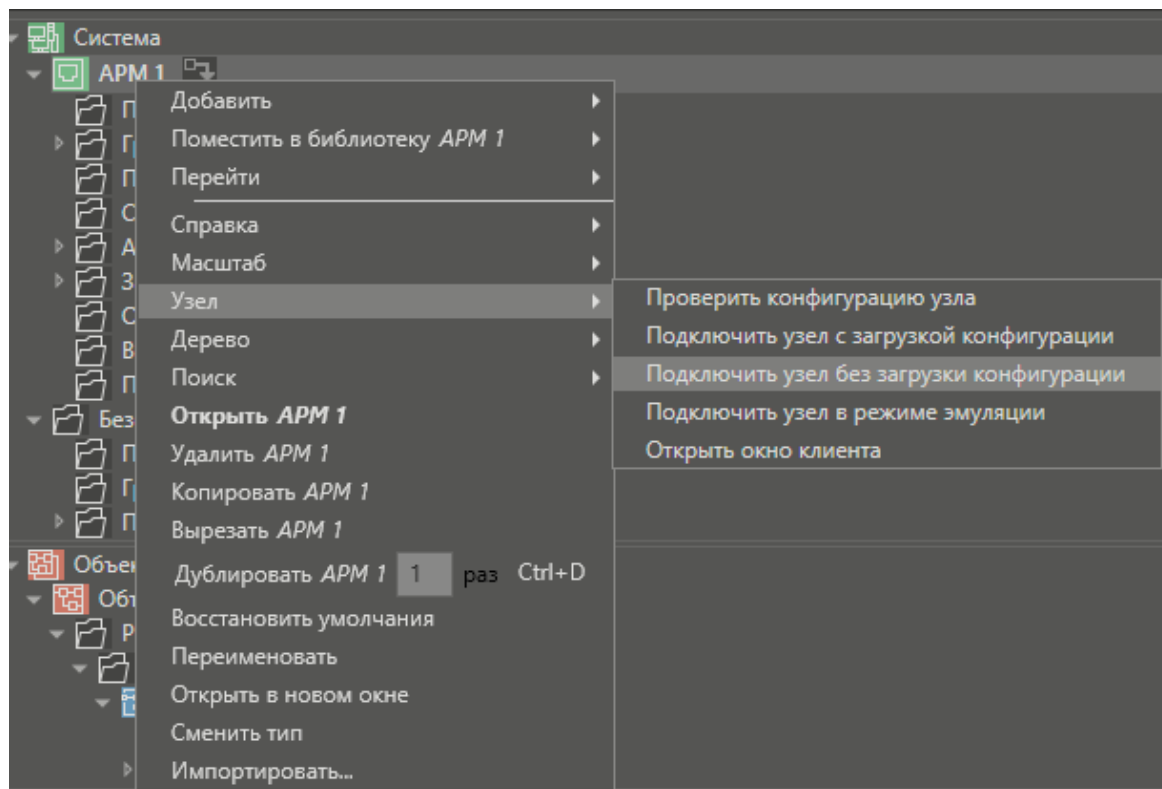 Система
АРМ 1
Добавить
Поместить в библиотеку АРМ 1
Перейти
Справка
Масштаб
Узел
Дерево
Поиск
Открыть АРМ 1
Удалить АРМ 1
Копировать АРМ 1
Вырезать АРМ 1
Дублировать АРМ 1 1 раз Ctrl+D
Восстановить умолчания
Переименовать
Открыть в новом окне
Сменить тип
Импортировать...
Проверить конфигурацию узла
Подключить узел с загрузкой конфигурации
Подключить узел без загрузки конфигурации
Подключить узел в режиме эмуляции
Открыть окно клиента
Без